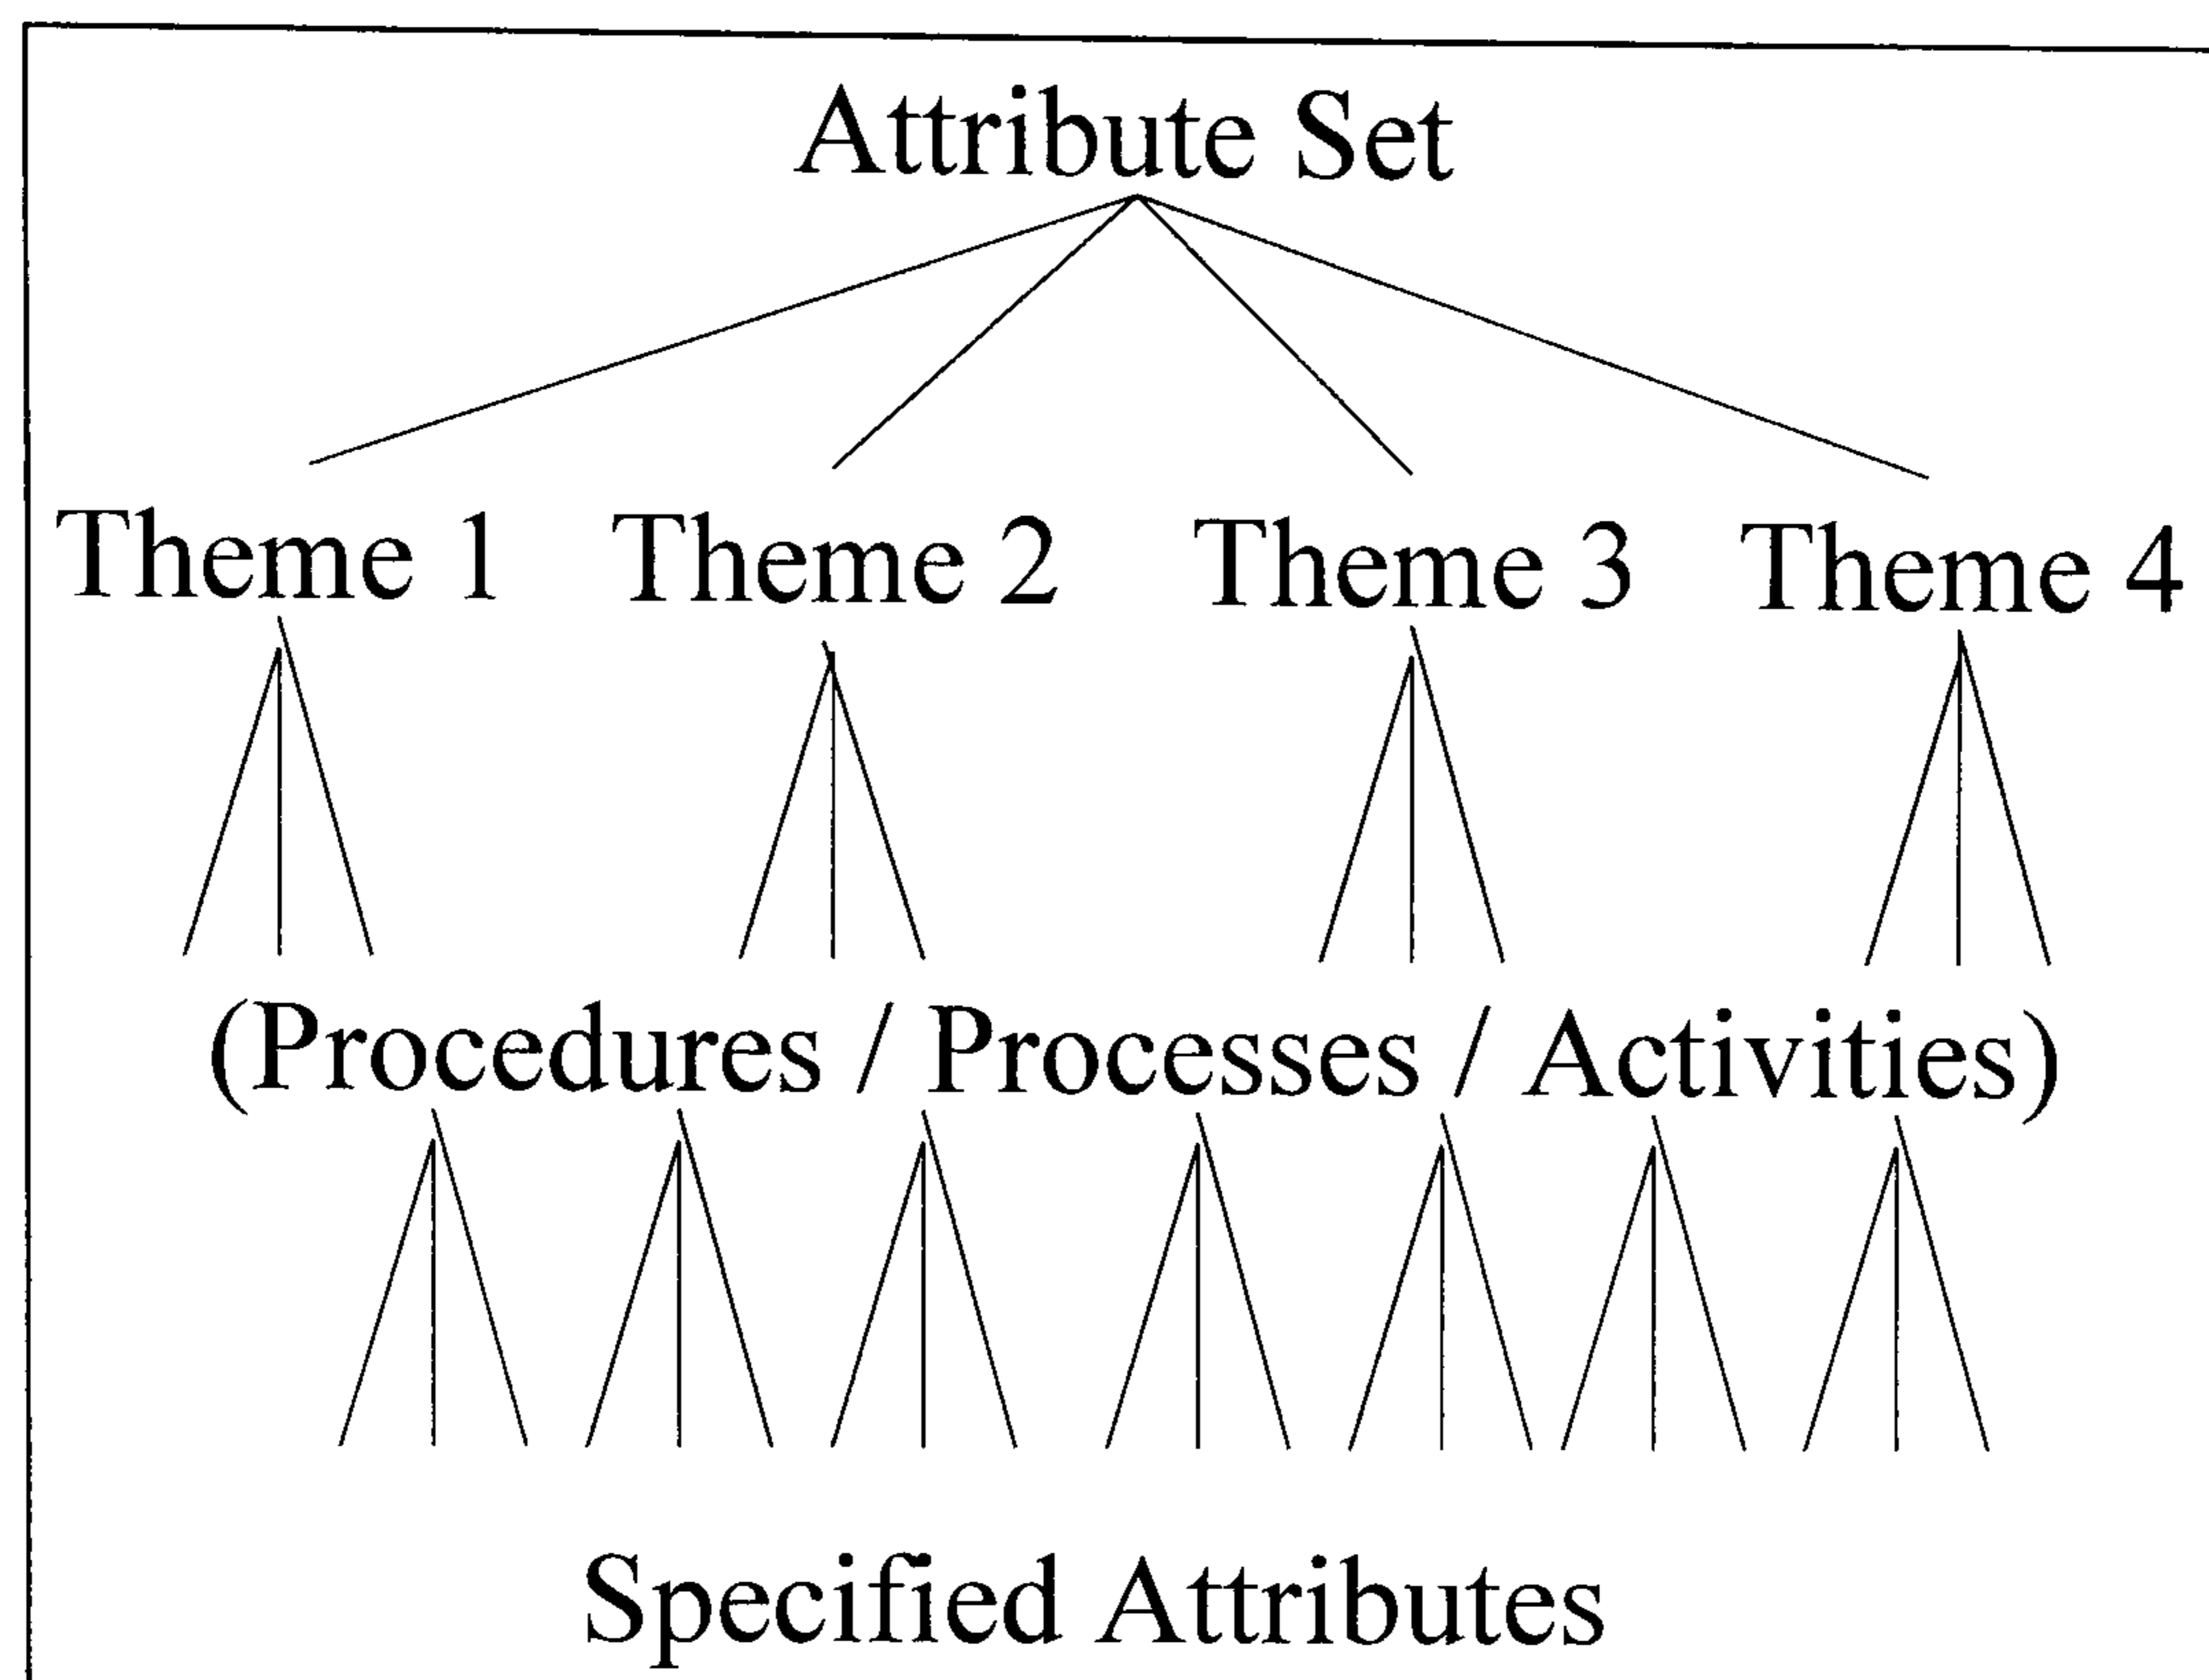 Attribute Set
Theme 1 Theme 2 Theme 3 Theme 4
(Procedures / Processes / Activities)
Specified Attributes